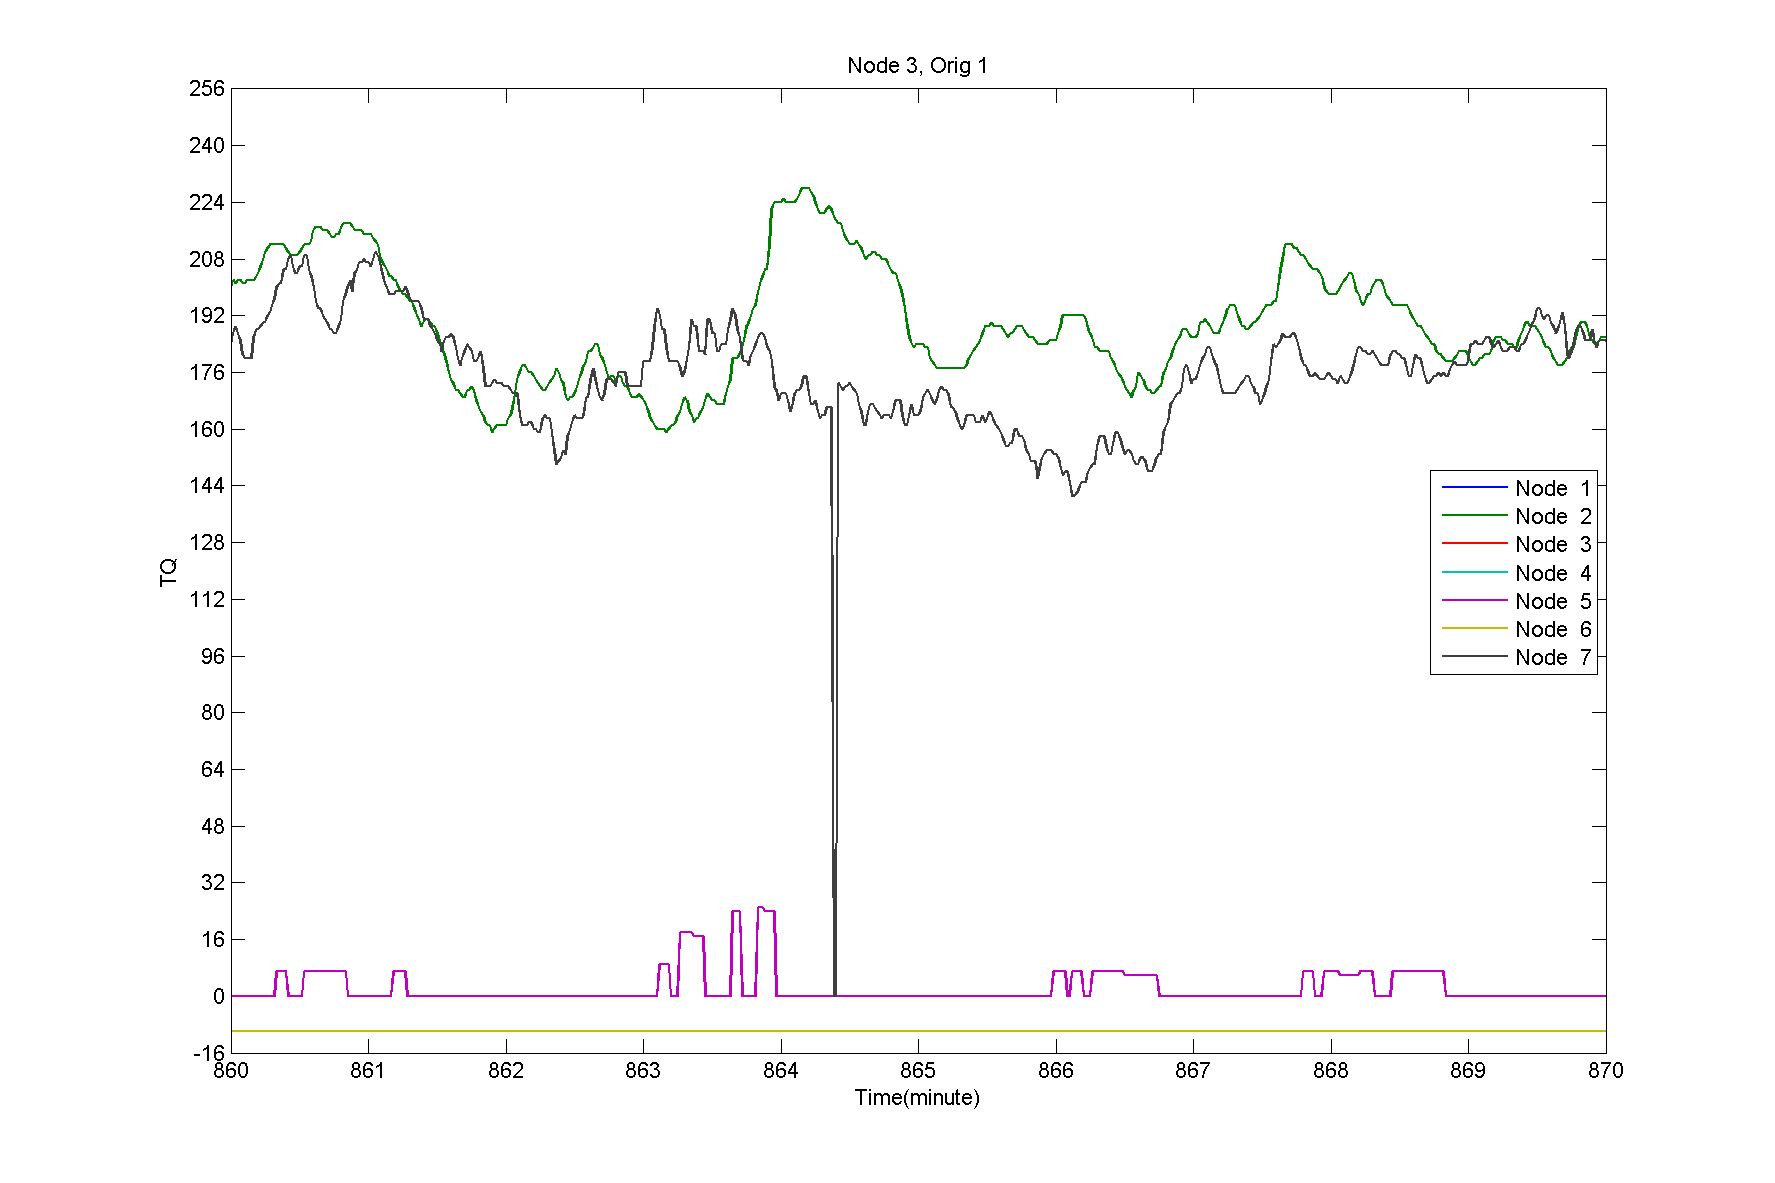 Node 3, Orig 1
256
240
224
208
192
176
160
144
128
112
96
80
64
48
32
16
0
-16
TQ
Node 1
Node 2
Node 3
Node 4
Node 5
Node 6
Node 7
860 861 862 863 864 865 866 867 868 869 870
Time(minute)